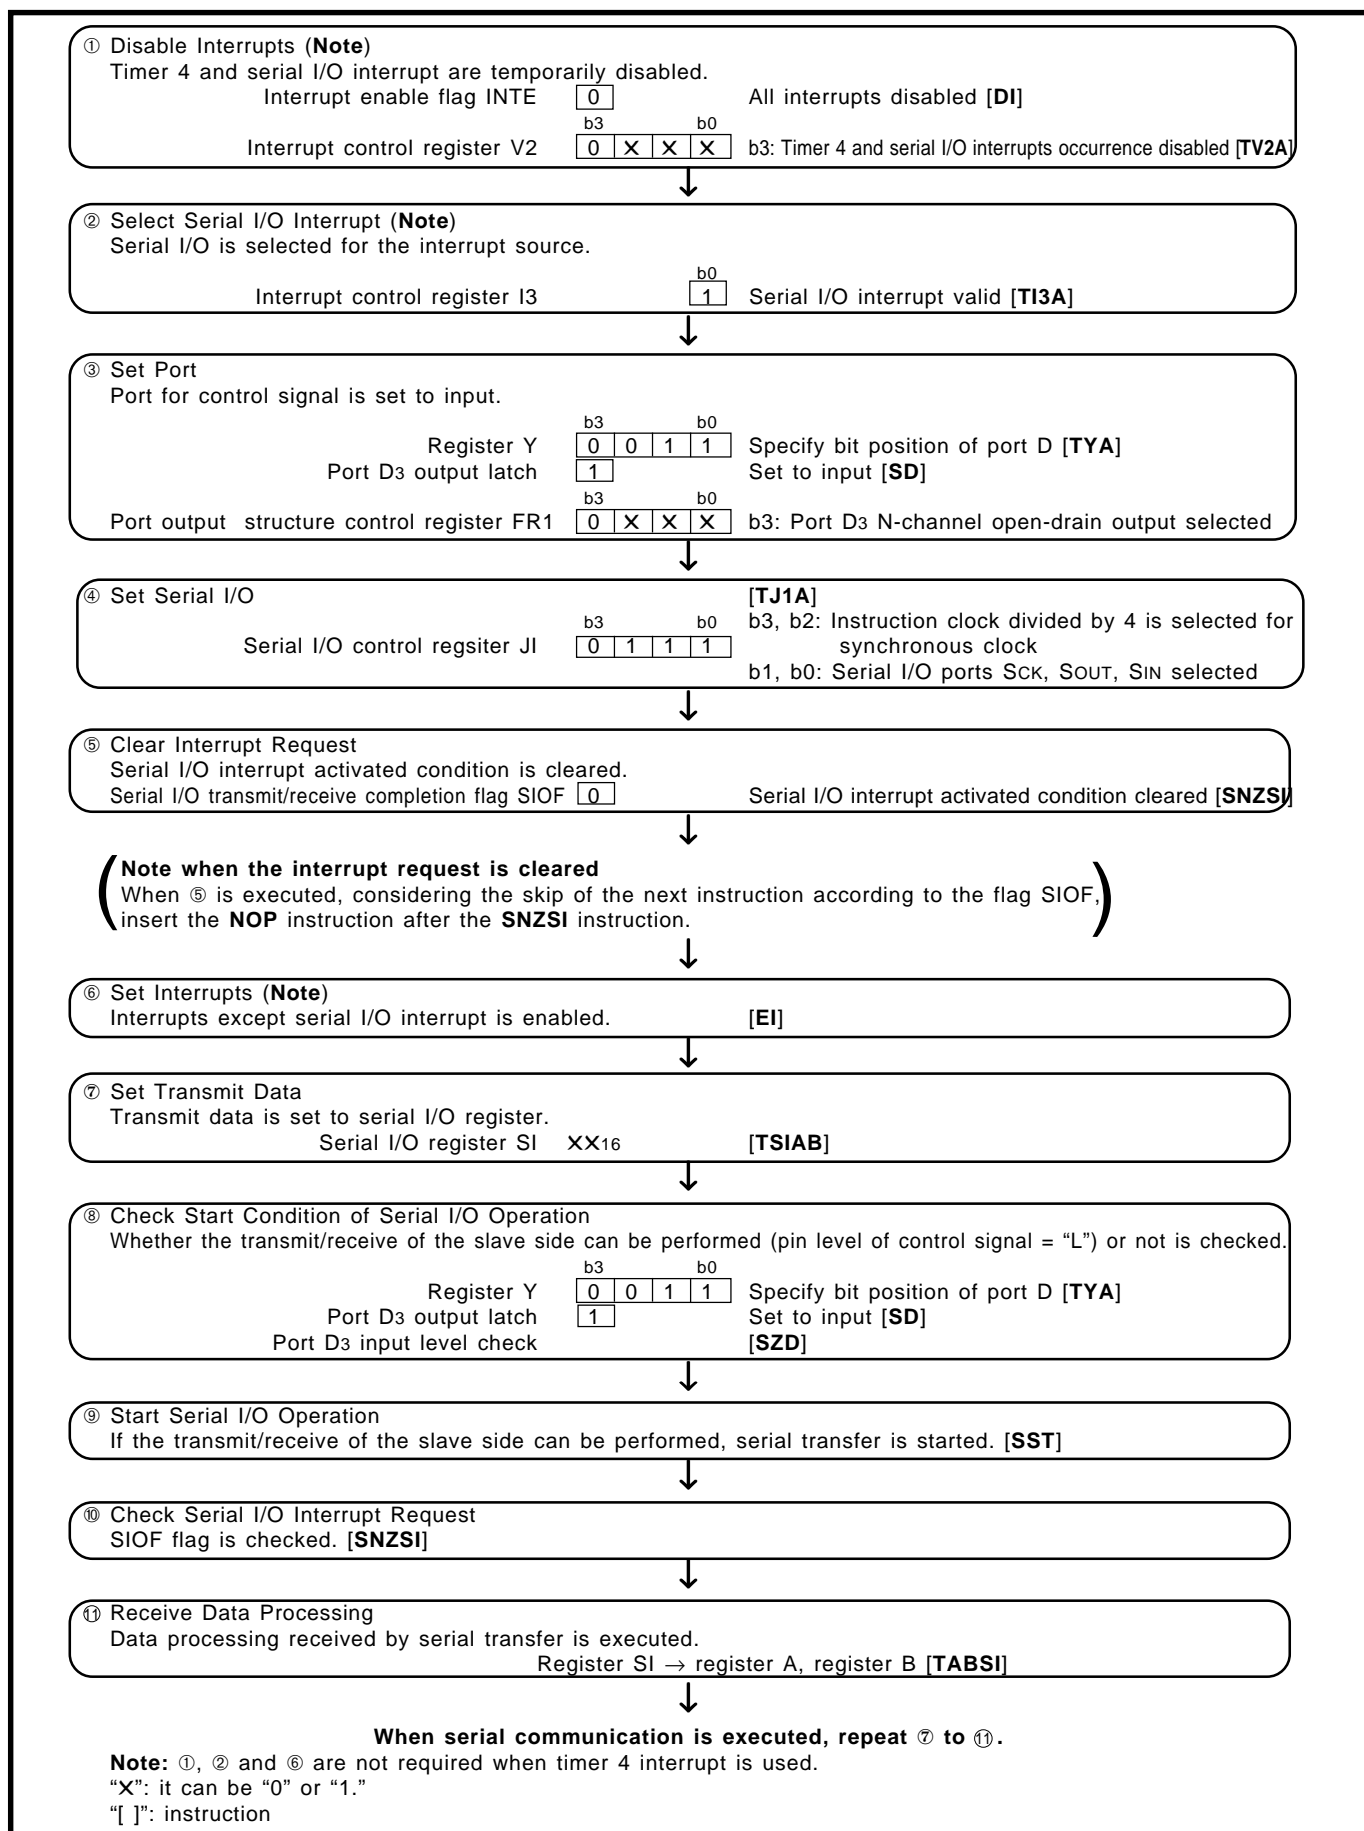 ① Disable Interrupts (Note)
Timer 4 and serial I/O interrupt are temporarily disabled.
Interrupt enable flag INTE 0 All interrupts disabled [DI]
b3 b0
Interrupt control register V2 0 ✕ ✕ ✕ b3: Timer 4 and serial I/O interrupts occurrence disabled [TV2A]
② Select Serial I/O Interrupt (Note)
Serial I/O is selected for the interrupt source.
b0
Interrupt control register I3 1 Serial I/O interrupt valid [TI3A]
③ Set Port
Port for control signal is set to input.
b3 b0
Register Y 0 0 1 1 Specify bit position of port D [TYA]
Port D3 output latch 1 Set to input [SD]
b3 b0
Port output structure control register FR1 0 ✕ ✕ ✕ b3: Port D3 N-channel open-drain output selected
④ Set Serial I/O [TJ1A]
b3 b0 b3, b2: Instruction clock divided by 4 is selected for
Serial I/O control regsiter JI 0 1 1 1 synchronous clock
b1, b0: Serial I/O ports SCK, SOUT, SIN selected
⑤ Clear Interrupt Request
Serial I/O interrupt activated condition is cleared.
Serial I/O transmit/receive completion flag SIOF 0 Serial I/O interrupt activated condition cleared [SNZSI]
Note when the interrupt request is cleared
When ⑤ is executed, considering the skip of the next instruction according to the flag SIOF,
insert the NOP instruction after the SNZSI instruction.
⑥ Set Interrupts (Note)
Interrupts except serial I/O interrupt is enabled. [EI]
⑦ Set Transmit Data
Transmit data is set to serial I/O register.
Serial I/O register SI ✕✕16 [TSIAB]
⑧ Check Start Condition of Serial I/O Operation
Whether the transmit/receive of the slave side can be performed (pin level of control signal = “L”) or not is checked.
b3 b0
Register Y 0 0 1 1 Specify bit position of port D [TYA]
Port D3 output latch 1 Set to input [SD]
Port D3 input level check [SZD]
⑨ Start Serial I/O Operation
If the transmit/receive of the slave side can be performed, serial transfer is started. [SST]
⑩ Check Serial I/O Interrupt Request
SIOF flag is checked. [SNZSI]
⑪ Receive Data Processing
Data processing received by serial transfer is executed.
Register SI → register A, register B [TABSI]
When serial communication is executed, repeat ⑦ to ⑪.
Note: ①, ② and ⑥ are not required when timer 4 interrupt is used.
“✕”: it can be “0” or “1.”
“[ ]”: instruction